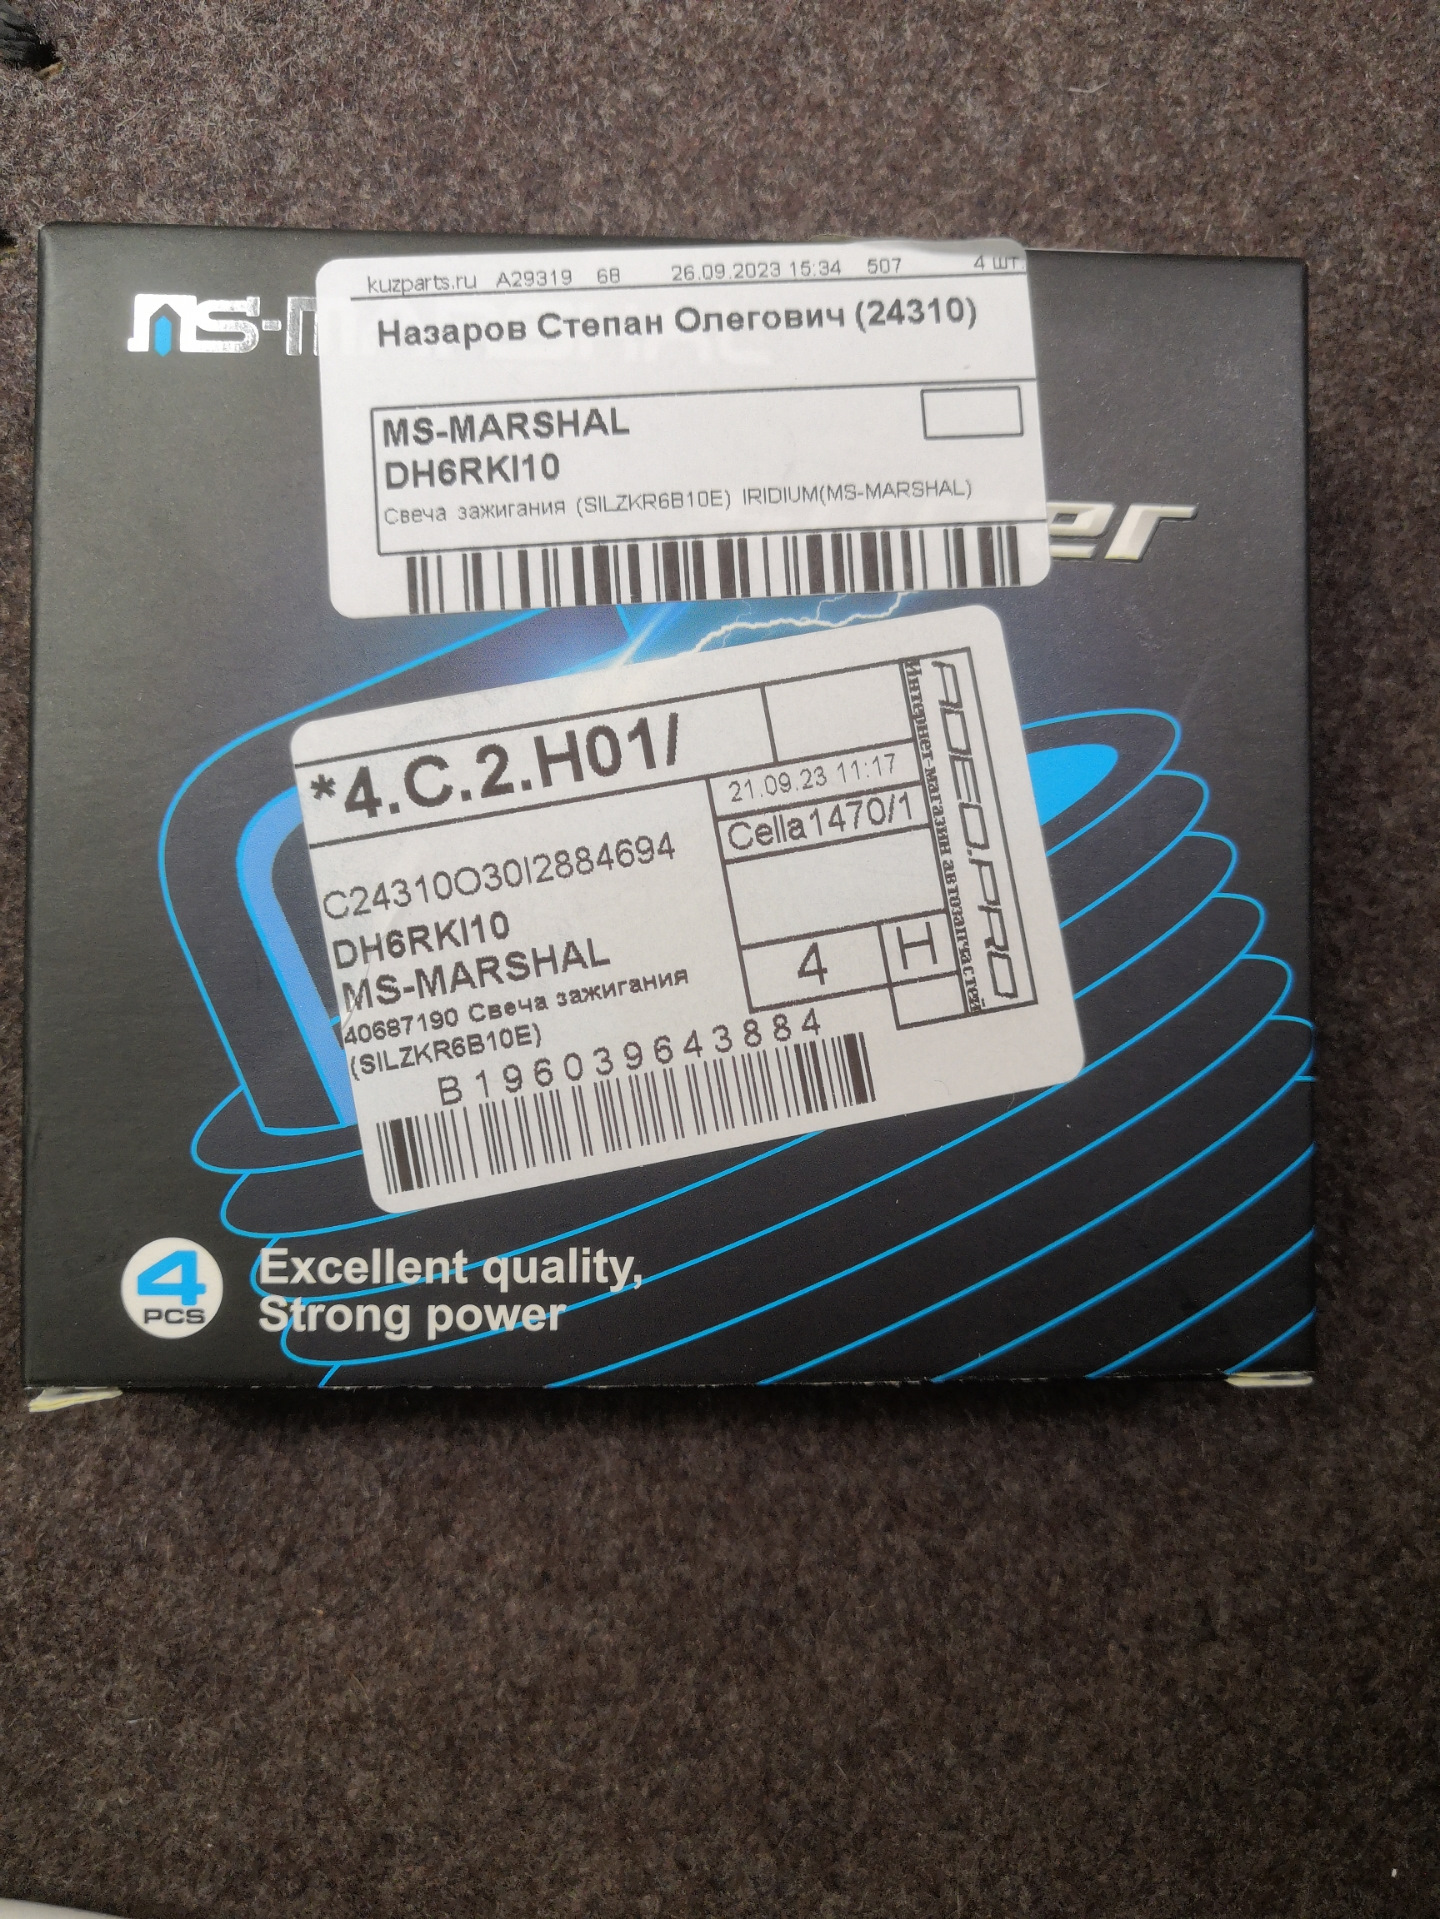 kuzparts.ru A29319 68 26.09.2023 15:34 507 4 шт.
Назаров Степан Олегович (24310)
MS-MARSHAL
DH6RKI10
Свеча зажигания (SILZKR6B10E) IRIDIUM(MS-MARSHAL)
*4.C.2.H01/
21.09.23 11:17
Cella1470/1
C24310O30I2884694
DH6RKI10
MS-MARSHAL
40687190 Свеча зажигания
(SILZKR6B10E)
4 H
B196039643884
Интернет-магазин автозапчастей
ADEO.PRO
4
PCS
Excellent quality,
Strong power